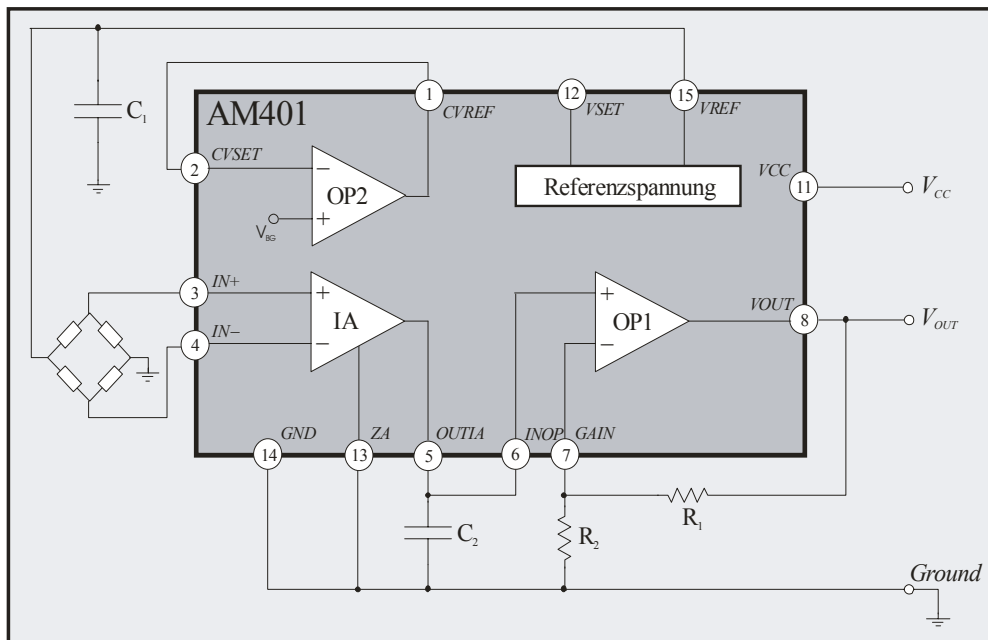 AM401
1
CVREF
12
VSET
15
VREF
C1
2
CVSET
OP2
VBG
Referenzspannung
VCC
11
VCC
3
IN+
IA
4
IN−
OP1
VOUT
8
VOUT
GND
14
ZA
13
OUTIA
5
INOP
6
GAIN
7
C2
R2
R1
Ground
+
−
+
−
+
−